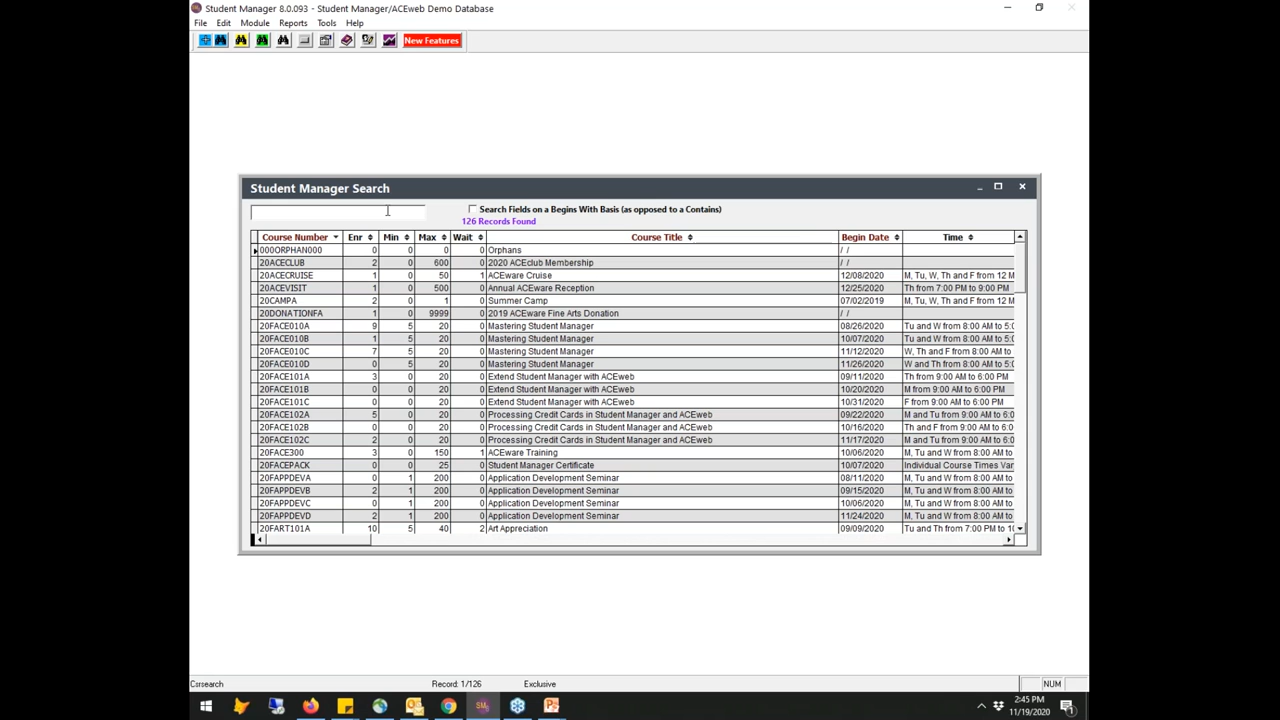 Student Manager 8.0.093 - Student Manager/ACEweb Demo Database
File Edit Module Reports Tools Help
New Features
Student Manager Search
Search Fields on a Begins With Basis (as opposed to a Contains)
126 Records Found
Course Number Enr Min Max Wait Course Title Begin Date Time
000ORPHAN000 0 0 0 0 Orphans / /
20ACECLUB 2 0 600 0 2020 ACEclub Membership / /
20ACECRUISE 1 0 50 1 ACEware Cruise 12/08/2020 M, Tu, W, Th and F from 12 M
20ACEVISIT 1 0 500 0 Annual ACEware Reception 12/25/2020 Th from 7:00 PM to 9:00 PM
20CAMPA 2 0 1 0 Summer Camp 07/02/2019 M, Tu, W, Th and F from 12 M
20DONATIONFA 1 0 9999 0 2019 ACEware Fine Arts Donation / /
20FACE010A 9 5 20 0 Mastering Student Manager 08/26/2020 Tu and W from 8:00 AM to 5:0
20FACE010B 1 5 20 0 Mastering Student Manager 10/07/2020 Tu and W from 8:00 AM to 5:0
20FACE010C 7 5 20 0 Mastering Student Manager 11/12/2020 W, Th and F from 8:00 AM to
20FACE010D 0 5 20 0 Mastering Student Manager 11/26/2020 W and Th from 8:00 AM to 5:
20FACE101A 3 0 20 0 Extend Student Manager with ACEweb 09/11/2020 Th from 9:00 AM to 6:00 PM
20FACE101B 0 0 20 0 Extend Student Manager with ACEweb 10/20/2020 M from 9:00 AM to 6:00 PM
20FACE101C 0 0 20 0 Extend Student Manager with ACEweb 10/31/2020 F from 9:00 AM to 6:00 PM
20FACE102A 5 0 20 0 Processing Credit Cards in Student Manager and ACEweb 09/22/2020 M and Tu from 9:00 AM to 6:
20FACE102B 0 0 20 0 Processing Credit Cards in Student Manager and ACEweb 10/16/2020 Th and F from 9:00 AM to 6:0
20FACE102C 2 0 20 0 Processing Credit Cards in Student Manager and ACEweb 11/17/2020 M and Tu from 9:00 AM to 6:0
20FACE300 3 0 150 1 ACEware Training 10/06/2020 M, Tu and W from 9:00 AM to
20FACEPACK 0 0 25 0 Student Manager Certificate 10/07/2020 Individual Course Times Var
20FAPPDEVA 0 1 200 0 Application Development Seminar 08/11/2020 M, Tu and W from 8:00 AM to
20FAPPDEVB 2 1 200 0 Application Development Seminar 09/15/2020 M, Tu and W from 8:00 AM to
20FAPPDEVC 0 1 200 0 Application Development Seminar 10/06/2020 M, Tu and W from 8:00 AM to
20FAPPDEVD 2 1 200 0 Application Development Seminar 11/24/2020 M, Tu and W from 8:00 AM to
20FART101A 10 5 40 2 Art Appreciation 09/09/2020 Tu and Th from 7:00 PM to 10
Csrsearch Record: 1/126 Exclusive NUM
2:45 PM
11/19/2020